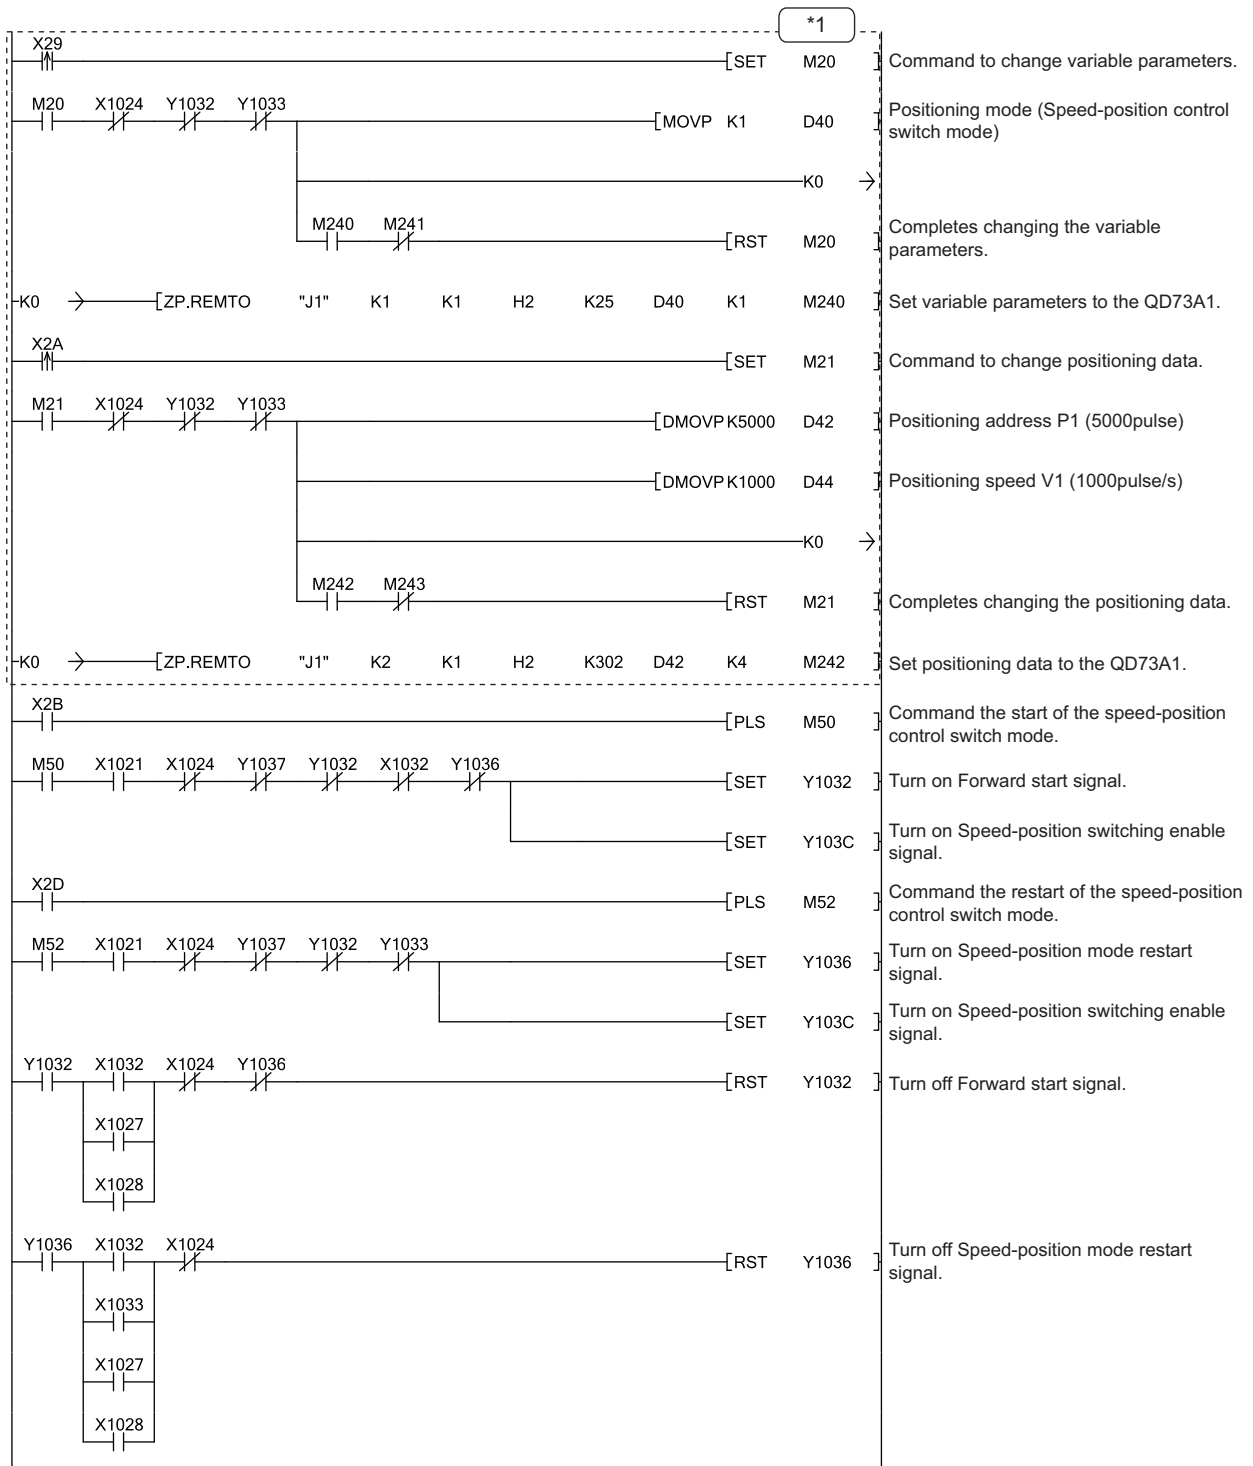 *1
X29
[SET M20 ] Command to change variable parameters.
M20 X1024 Y1032 Y1033
[MOVP K1 D40 ] Positioning mode (Speed-position control
switch mode)
K0
M240 M241
[RST M20 ] Completes changing the variable
parameters.
K0 [ZP.REMTO "J1" K1 K1 H2 K25 D40 K1 M240 ] Set variable parameters to the QD73A1.
X2A
[SET M21 ] Command to change positioning data.
M21 X1024 Y1032 Y1033
[DMOVP K5000 D42 ] Positioning address P1 (5000pulse)
[DMOVP K1000 D44 ] Positioning speed V1 (1000pulse/s)
K0
M242 M243
[RST M21 ] Completes changing the positioning data.
K0 [ZP.REMTO "J1" K2 K1 H2 K302 D42 K4 M242 ] Set positioning data to the QD73A1.
X2B
[PLS M50 ] Command the start of the speed-position
control switch mode.
M50 X1021 X1024 Y1037 Y1032 X1032 Y1036
[SET Y1032 ] Turn on Forward start signal.
[SET Y103C ] Turn on Speed-position switching enable
signal.
X2D
[PLS M52 ] Command the restart of the speed-position
control switch mode.
M52 X1021 X1024 Y1037 Y1032 Y1033
[SET Y1036 ] Turn on Speed-position mode restart
signal.
[SET Y103C ] Turn on Speed-position switching enable
signal.
Y1032 X1032 X1024 Y1036
[RST Y1032 ] Turn off Forward start signal.
X1027
X1028
Y1036 X1032 X1024
[RST Y1036 ] Turn off Speed-position mode restart
signal.
X1033
X1027
X1028